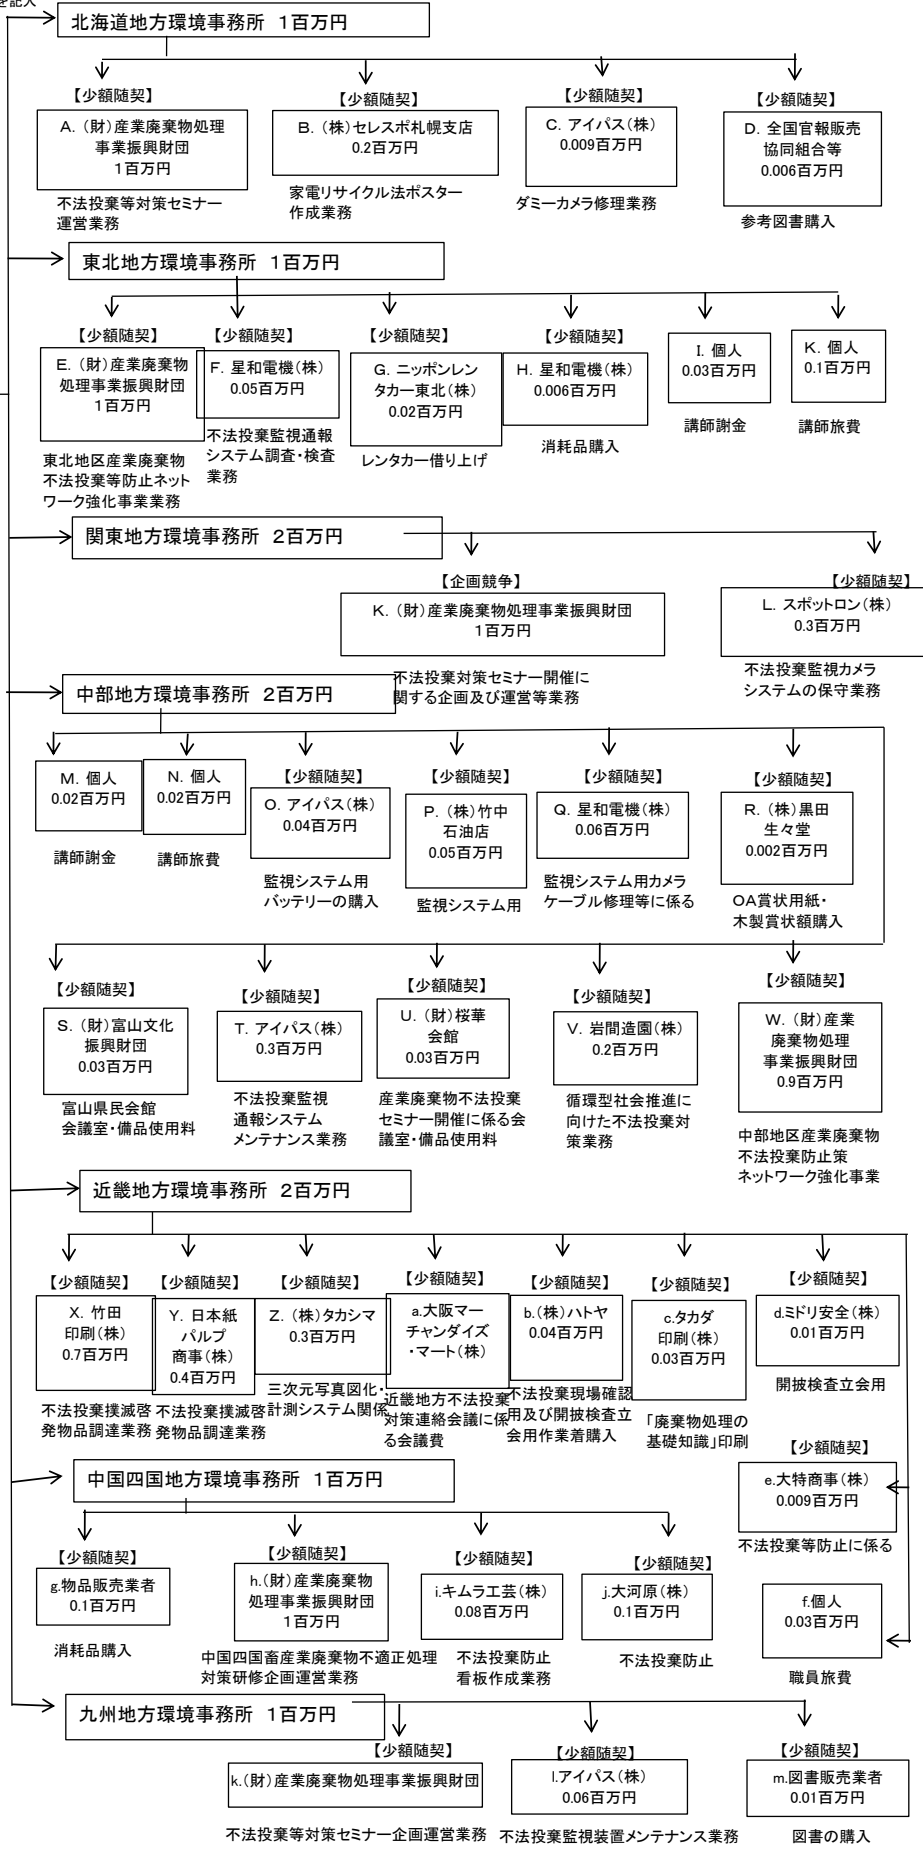 を記入
北海道地方環境事務所 1百万円
【少額随契】
A. (財)産業廃棄物処理
事業振興財団
1百万円
不法投棄等対策セミナー
運営業務
【少額随契】
B. (株)セレスポ札幌支店
0.2百万円
家電リサイクル法ポスター
作成業務
【少額随契】
C. アイパス(株)
0.009百万円
ダミーカメラ修理業務
【少額随契】
D. 全国官報販売
協同組合等
0.006百万円
参考図書購入
東北地方環境事務所 1百万円
【少額随契】
E. (財)産業廃棄物
処理事業振興財団
1百万円
東北地区産業廃棄物
不法投棄等防止ネット
ワーク強化事業業務
【少額随契】
F. 星和電機(株)
0.05百万円
不法投棄監視通報
システム調査・検査
業務
【少額随契】
G. ニッポンレン
タカー東北(株)
0.02百万円
レンタカー借り上げ
【少額随契】
H. 星和電機(株)
0.006百万円
消耗品購入
I. 個人
0.03百万円
講師謝金
K. 個人
0.1百万円
講師旅費
関東地方環境事務所 2百万円
【企画競争】
K. (財)産業廃棄物処理事業振興財団
1百万円
不法投棄対策セミナー開催に
関する企画及び運営等業務
【少額随契】
L. スポットロン(株)
0.3百万円
不法投棄監視カメラ
システムの保守業務
中部地方環境事務所 2百万円
M. 個人
0.02百万円
講師謝金
N. 個人
0.02百万円
講師旅費
【少額随契】
O. アイパス(株)
0.04百万円
監視システム用
バッテリーの購入
【少額随契】
P. (株)竹中
石油店
0.05百万円
監視システム用
【少額随契】
Q. 星和電機(株)
0.06百万円
監視システム用カメラ
ケーブル修理等に係る
【少額随契】
R. (株)黒田
生々堂
0.002百万円
OA賞状用紙・
木製賞状額購入
【少額随契】
S. (財)富山文化
振興財団
0.03百万円
富山県民会館
会議室・備品使用料
【少額随契】
T. アイパス(株)
0.3百万円
不法投棄監視
通報システム
メンテナンス業務
【少額随契】
U. (財)桜華
会館
0.03百万円
産業廃棄物不法投棄
セミナー開催に係る会
議室・備品使用料
【少額随契】
V. 岩間造園(株)
0.2百万円
循環型社会推進に
向けた不法投棄対
策業務
【少額随契】
W. (財)産業
廃棄物処理
事業振興財団
0.9百万円
中部地区産業廃棄物
不法投棄防止策
ネットワーク強化事業
近畿地方環境事務所 2百万円
【少額随契】
X. 竹田
印刷(株)
0.7百万円
不法投棄撲滅啓
発物品調達業務
【少額随契】
Y. 日本紙
パルプ
商事(株)
0.4百万円
不法投棄撲滅啓
発物品調達業務
【少額随契】
Z. (株)タカシマ
0.3百万円
三次元写真図化・
計測システム関係
【少額随契】
a.大阪マー
チャンダイズ
・マート(株)
近畿地方不法投棄
対策連絡会議に係
る会議費
【少額随契】
b.(株)ハトヤ
0.04百万円
不法投棄現場確認
用及び開披検査立
会用作業着購入
【少額随契】
c.タカダ
印刷(株)
0.03百万円
「廃棄物処理の
基礎知識」印刷
【少額随契】
d.ミドリ安全(株)
0.01百万円
開披検査立会用
【少額随契】
e.大特商事(株)
0.009百万円
不法投棄等防止に係る
f.個人
0.03百万円
職員旅費
中国四国地方環境事務所 1百万円
【少額随契】
g.物品販売業者
0.1百万円
消耗品購入
【少額随契】
h.(財)産業廃棄物
処理事業振興財団
1百万円
中国四国畜産業廃棄物不適正処理
対策研修企画運営業務
【少額随契】
i.キムラ工芸(株)
0.08百万円
不法投棄防止
看板作成業務
【少額随契】
j.大河原(株)
0.1百万円
不法投棄防止
九州地方環境事務所 1百万円
【少額随契】
k.(財)産業廃棄物処理事業振興財団
不法投棄等対策セミナー企画運営業務
【少額随契】
l.アイパス(株)
0.06百万円
不法投棄監視装置メンテナンス業務
【少額随契】
m.図書販売業者
0.01百万円
図書の購入